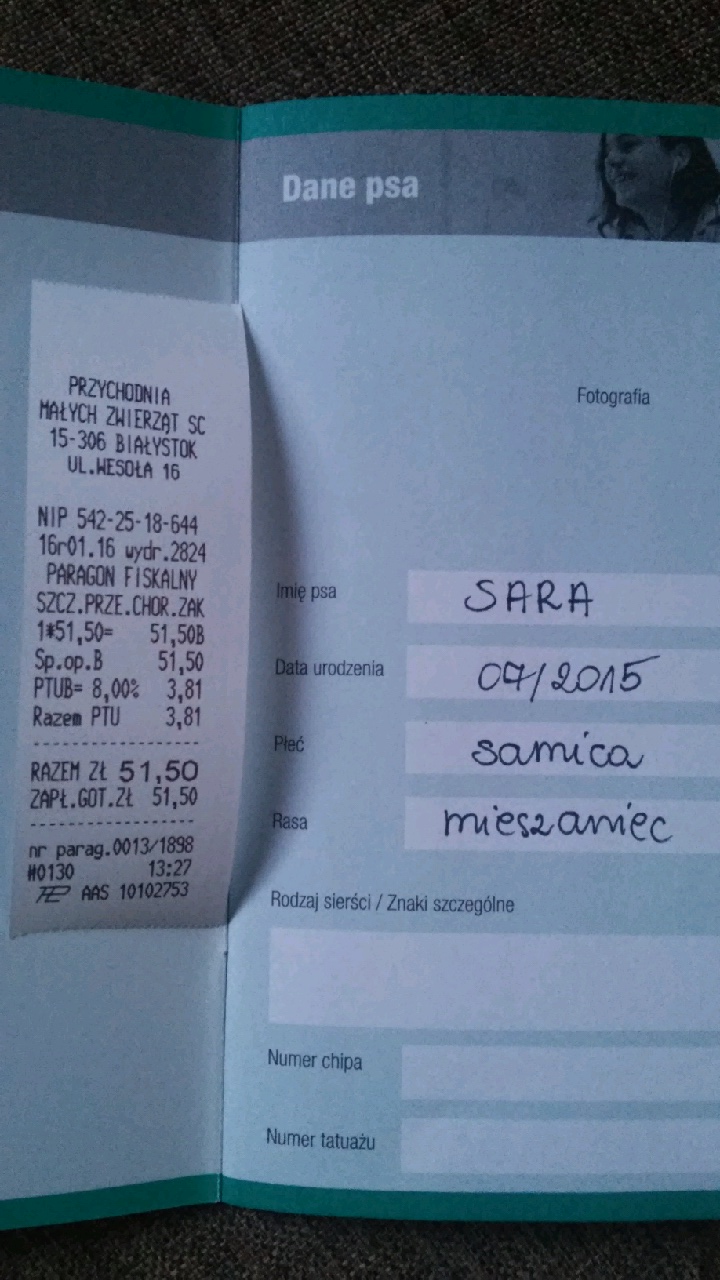 PRZYCHODNIA
MAŁYCH ZWIERZĄT SC
15-306 BIAŁYSTOK
UL.WESOŁA 16
NIP 542-25-18-644
16r01.16 wydr.2824
PARAGON FISKALNY
SZCZ.PRZE.CHOR.ZAK
1*51,50= 51,50B
Sp.op.B 51,50
PTUB= 8,00% 3,81
Razem PTU 3,81
RAZEM ZŁ 51,50
ZAPŁ.GOT.ZŁ 51,50
nr parag.0013/1898
#0130 13:27
AAS 10102753
Dane psa
Fotografia
Imię psa SARA
Data urodzenia 07/2015
Płeć samica
Rasa mieszaniec
Rodzaj sierści / Znaki szczególne
Numer chipa
Numer tatuażu